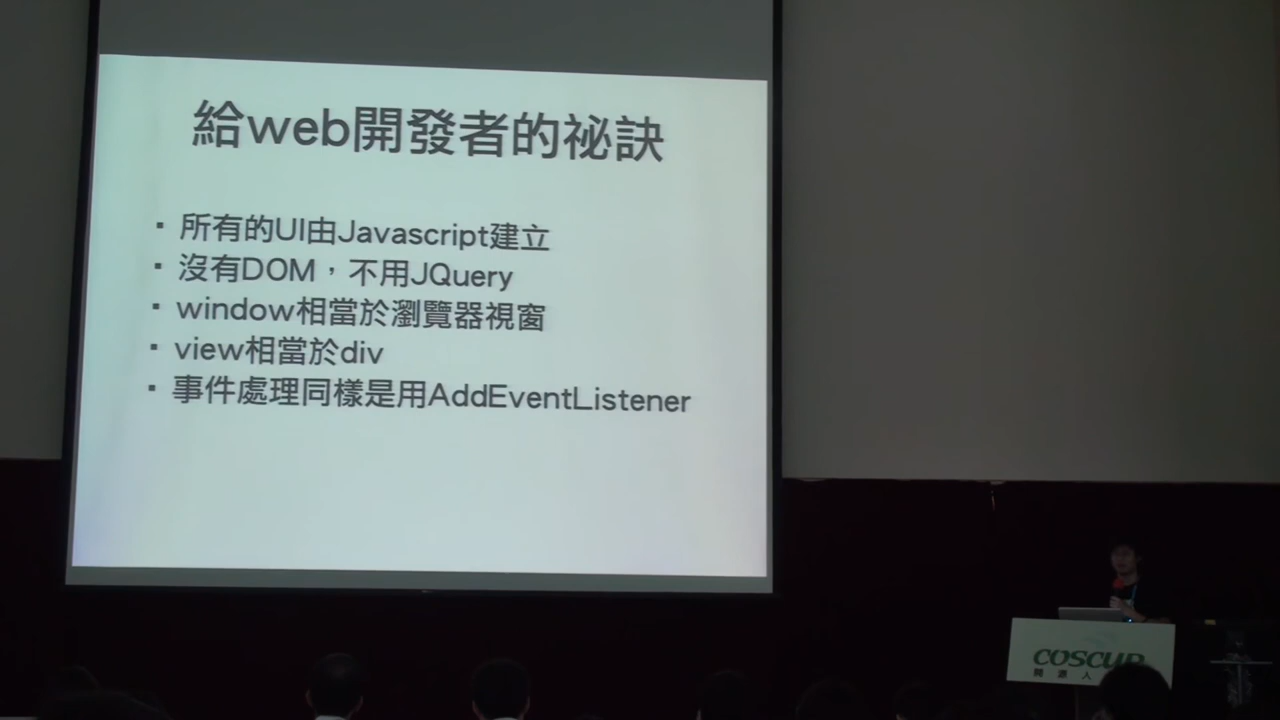 給web開發者的祕訣
▪ 所有的UI由Javascript建立
▪ 沒有DOM，不用JQuery
▪ window相當於瀏覽器視窗
▪ view相當於div
▪ 事件處理同樣是用AddEventListener
COSCUP
開源人